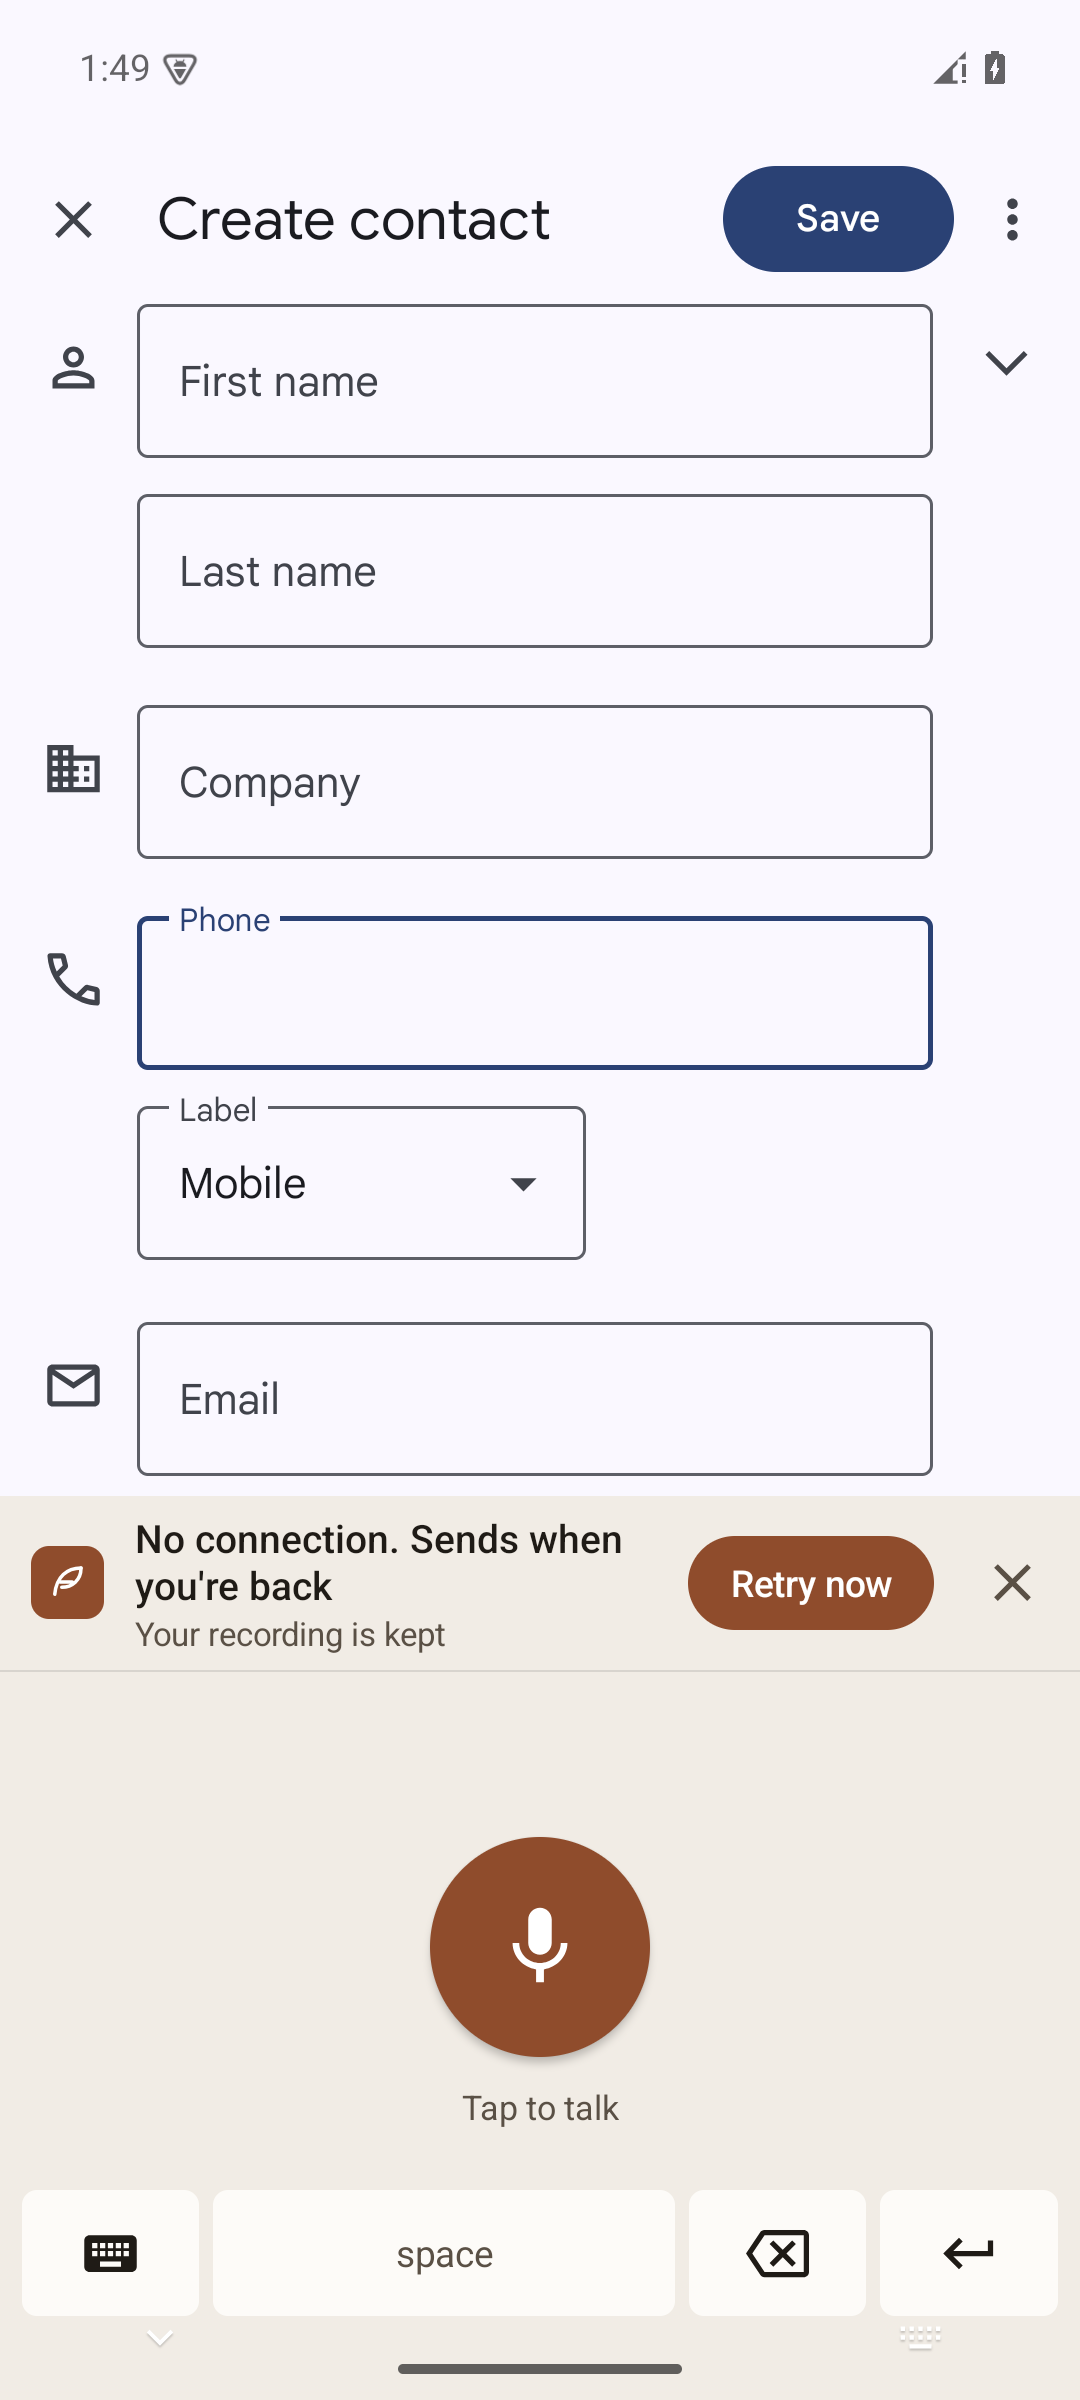 1:49
Create contact
Save
First name
Last name
Company
Phone
Label
Mobile
Email
No connection. Sends when
you're back
Your recording is kept
Retry now
Tap to talk
space